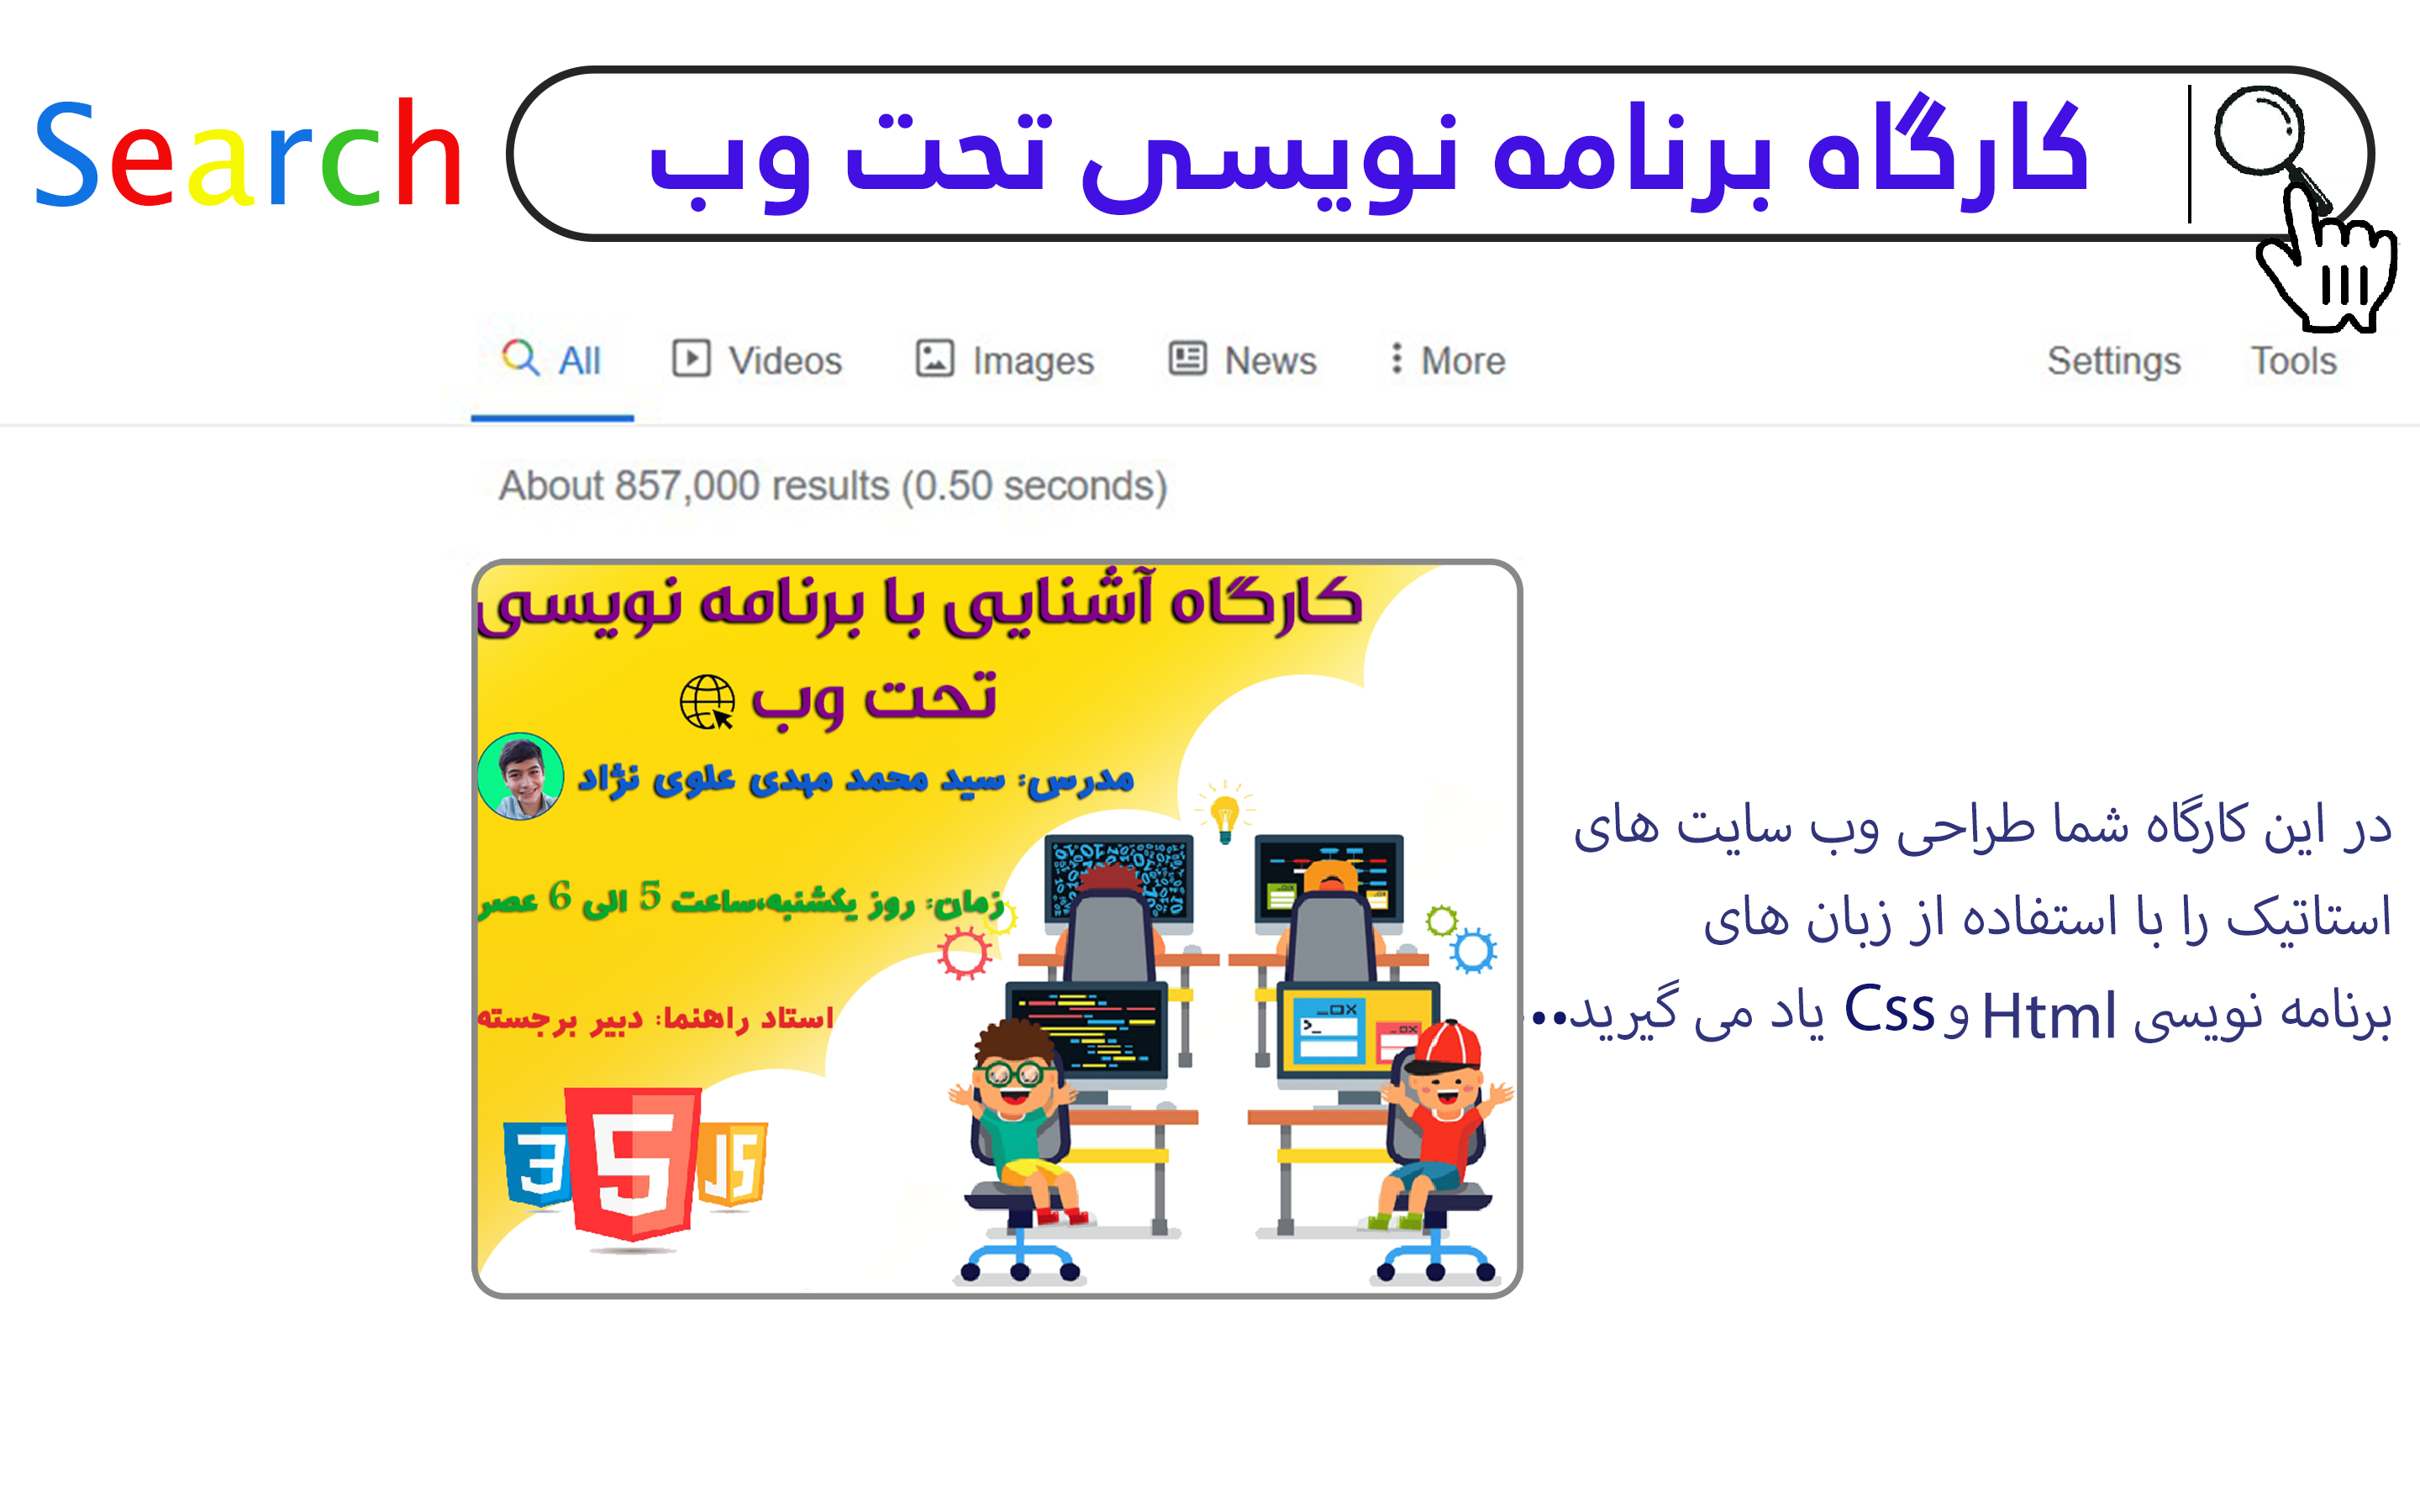 Search
کارگاه برنامه نویسی تحت وب
All Videos Images News More Settings Tools
About 857,000 results (0.50 seconds)
کارگاه آشنایی با برنامه نویسی
تحت وب
مدرس: سید محمد مهدی علوی نژاد
زمان: روز یکشنبه،ساعت 5 الی 6 عصر
استاد راهنما: دبیر برجسته
3 5 JS
در این کارگاه شما طراحی وب سایت های
استاتیک را با استفاده از زبان های
برنامه نویسی Html و Css یاد می گیرید...